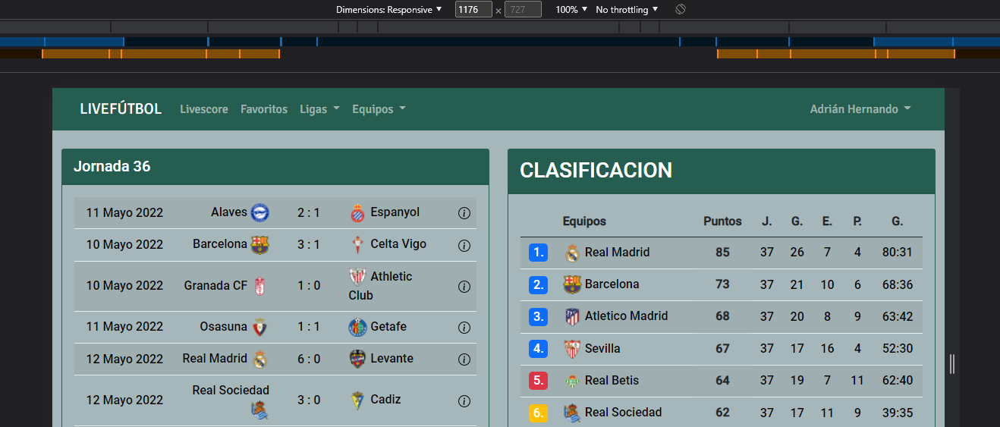 Dimensions: Responsive ▼ 1176 × 727 100% ▼ No throttling ▼
LIVEFÚTBOL Livescore Favoritos Ligas Equipos Adrián Hernando
Jornada 36
11 Mayo 2022 Alaves 2 : 1 Espanyol
10 Mayo 2022 Barcelona 3 : 1 Celta Vigo
10 Mayo 2022 Granada CF 1 : 0 Athletic
Club
11 Mayo 2022 Osasuna 1 : 1 Getafe
12 Mayo 2022 Real Madrid 6 : 0 Levante
12 Mayo 2022 Real Sociedad 3 : 0 Cadiz
CLASIFICACION
Equipos Puntos J. G. E. P. G.
1. Real Madrid 85 37 26 7 4 80:31
2. Barcelona 73 37 21 10 6 68:36
3. Atletico Madrid 68 37 20 8 9 63:42
4. Sevilla 67 37 17 16 4 52:30
5. Real Betis 64 37 19 7 11 62:40
6. Real Sociedad 62 37 17 11 9 39:35